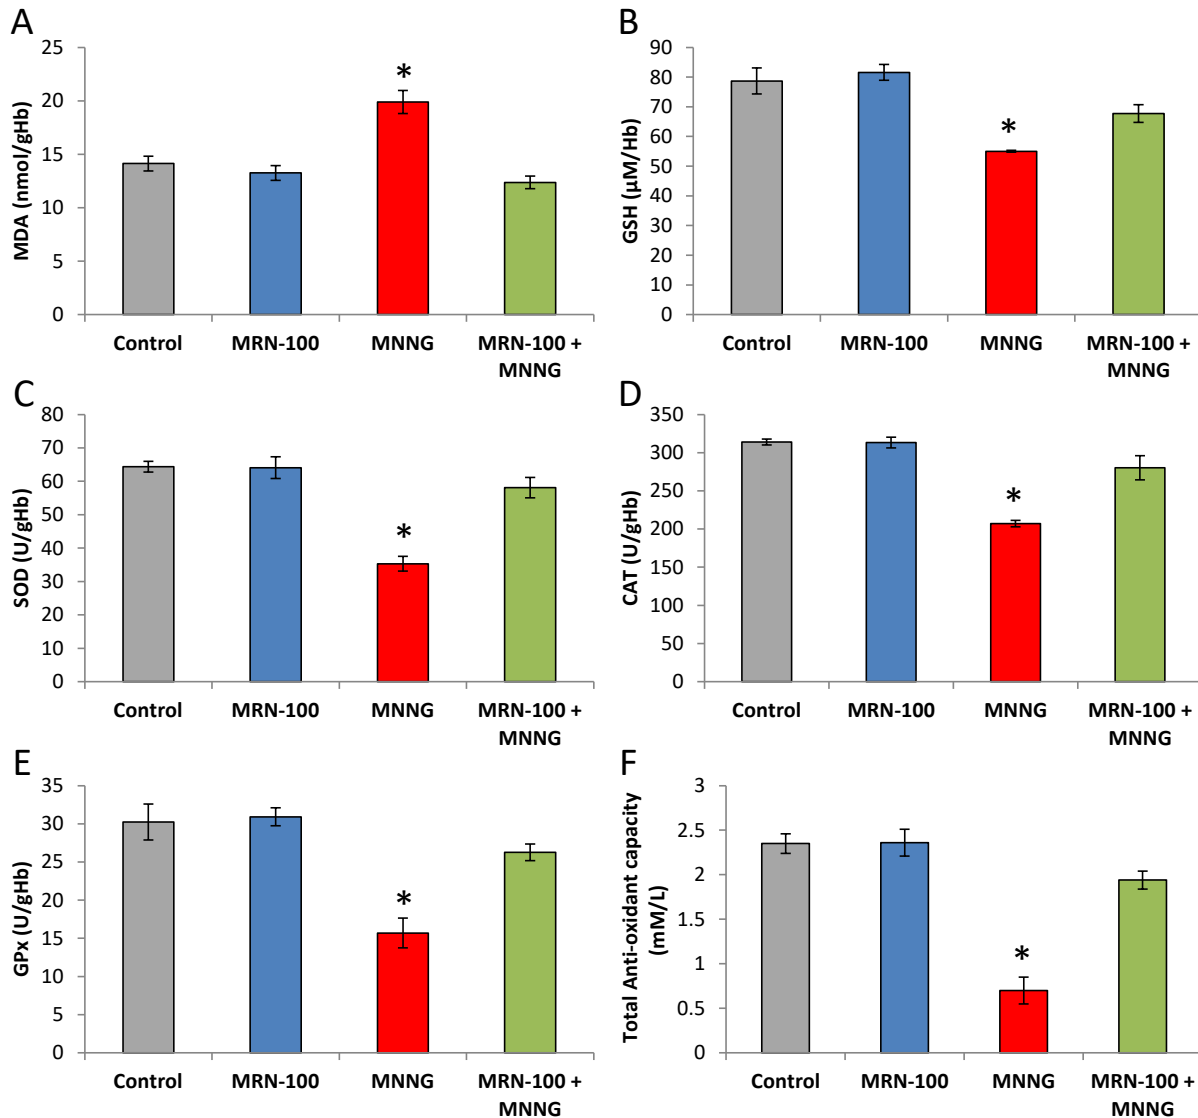 A
MDA (nmol/gHb)
25
20
15
10
5
0
*
Control
MRN-100
MNNG
MRN-100 +
MNNG
B
GSH (µM/Hb)
90
80
70
60
50
40
30
20
10
0
*
Control
MRN-100
MNNG
MRN-100 +
MNNG
C
SOD (U/gHb)
80
70
60
50
40
30
20
10
0
*
Control
MRN-100
MNNG
MRN-100 +
MNNG
D
CAT (U/gHb)
350
300
250
200
150
100
50
0
*
Control
MRN-100
MNNG
MRN-100 +
MNNG
E
GPx (U/gHb)
35
30
25
20
15
10
5
0
*
Control
MRN-100
MNNG
MRN-100 +
MNNG
F
Total Anti-oxidant capacity
(mM/L)
3
2.5
2
1.5
1
0.5
0
*
Control
MRN-100
MNNG
MRN-100 +
MNNG